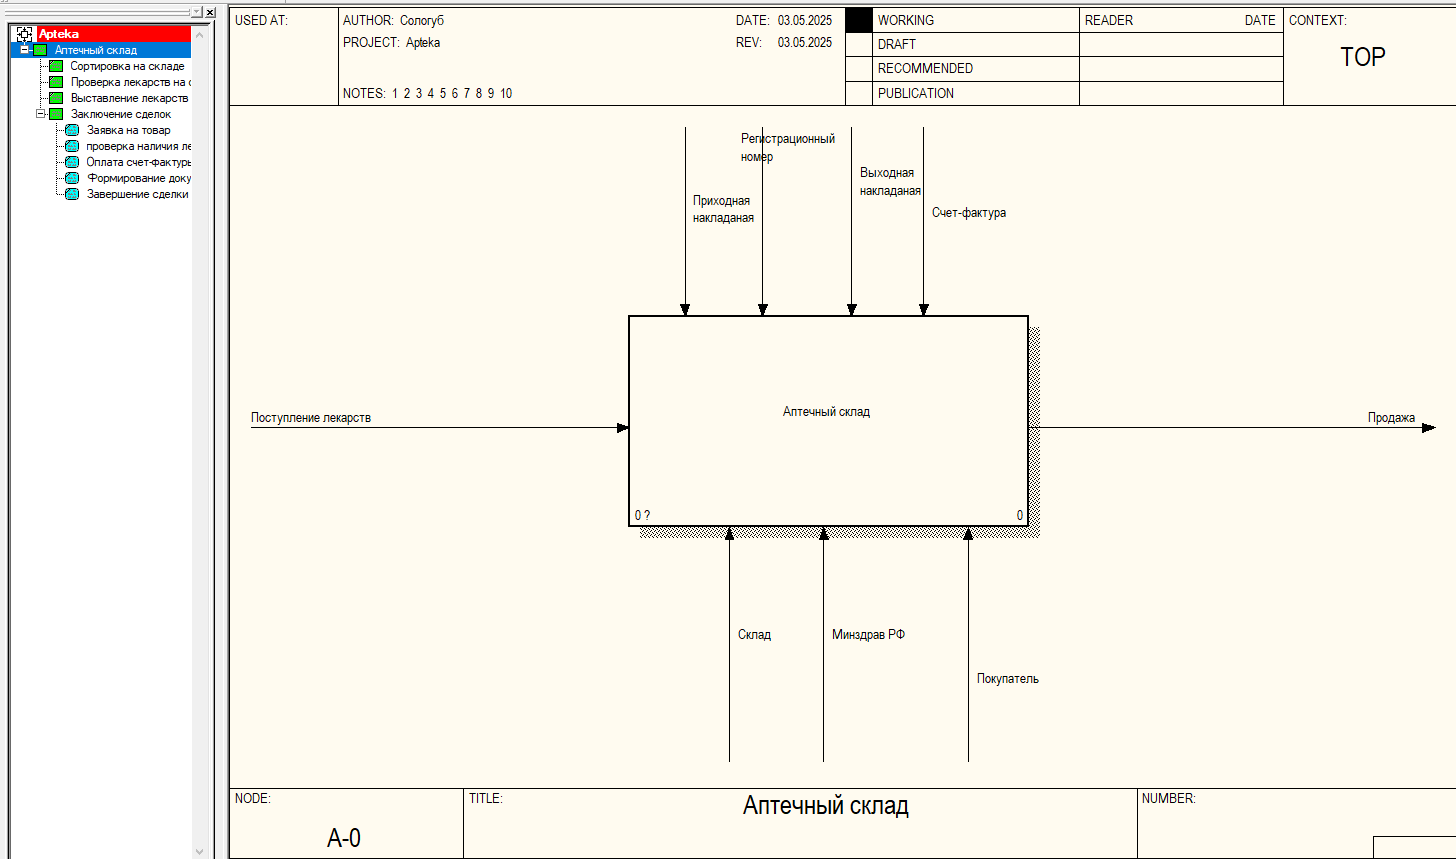 Apteka
Аптечный склад
Сортировка на складе
Проверка лекарств на с
Выставление лекарств
Заключение сделок
Заявка на товар
проверка наличия ле
Оплата счет-фактуры
Формирование доку
Завершение сделки
USED AT:
AUTHOR: Сологуб
DATE: 03.05.2025
PROJECT: Apteka
REV: 03.05.2025
NOTES: 1 2 3 4 5 6 7 8 9 10
WORKING
DRAFT
RECOMMENDED
PUBLICATION
READER DATE
CONTEXT:
TOP
Регистрационный
номер
Выходная
накладаная
Приходная
накладаная
Счет-фактура
Поступление лекарств
Аптечный склад
Продажа
0 ? 0
Склад
Минздрав РФ
Покупатель
NODE:
A-0
TITLE:
Аптечный склад
NUMBER: